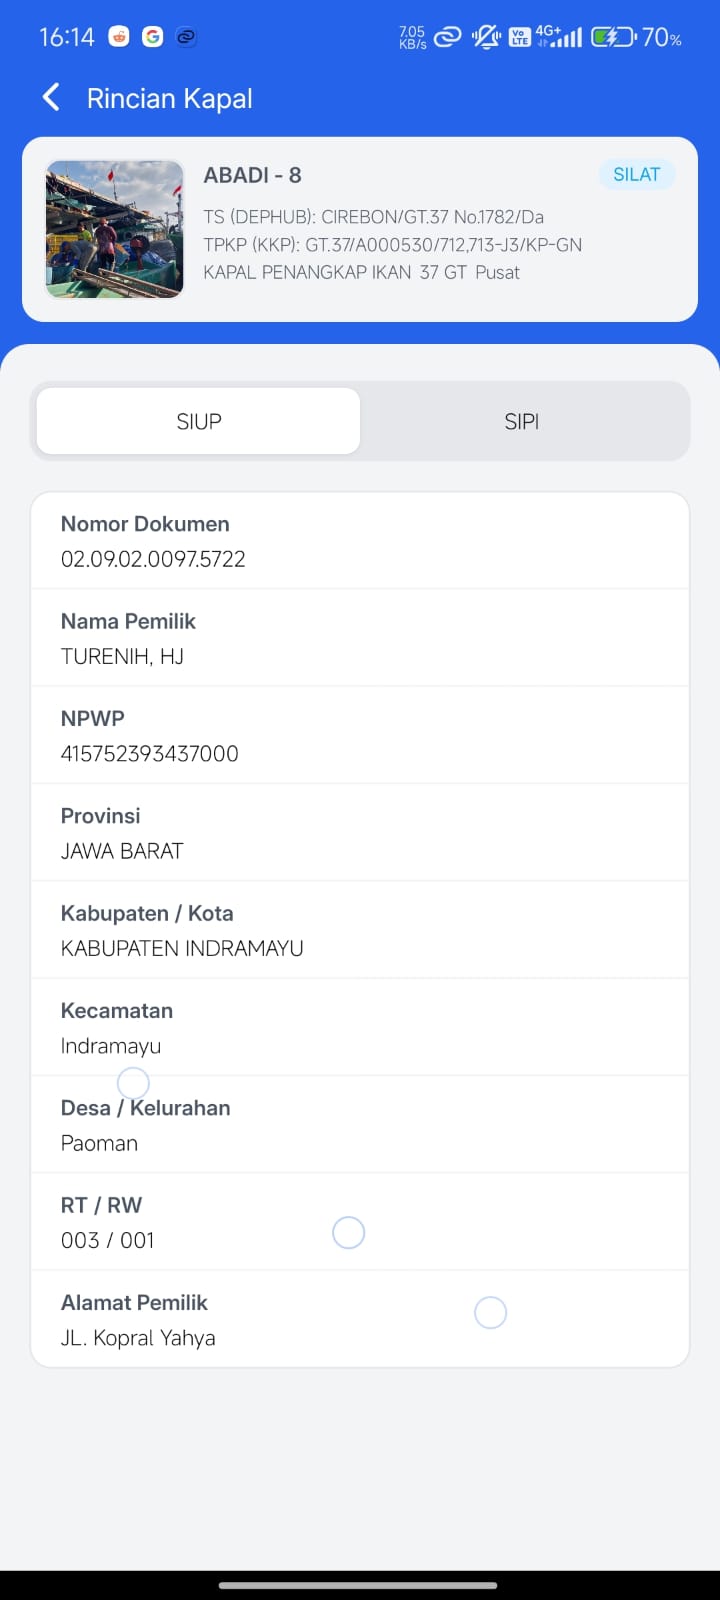 16:14
7.05 KB/s
Vo LTE
4G+
70%
Rincian Kapal
ABADI - 8
SILAT
TS (DEPHUB): CIREBON/GT.37 No.1782/Da
TPKP (KKP): GT.37/A000530/712,713-J3/KP-GN
KAPAL PENANGKAP IKAN 37 GT Pusat
SIUP
SIPI
Nomor Dokumen
02.09.02.0097.5722
Nama Pemilik
TURENIH, HJ
NPWP
415752393437000
Provinsi
JAWA BARAT
Kabupaten / Kota
KABUPATEN INDRAMAYU
Kecamatan
Indramayu
Desa / Kelurahan
Paoman
RT / RW
003 / 001
Alamat Pemilik
JL. Kopral Yahya